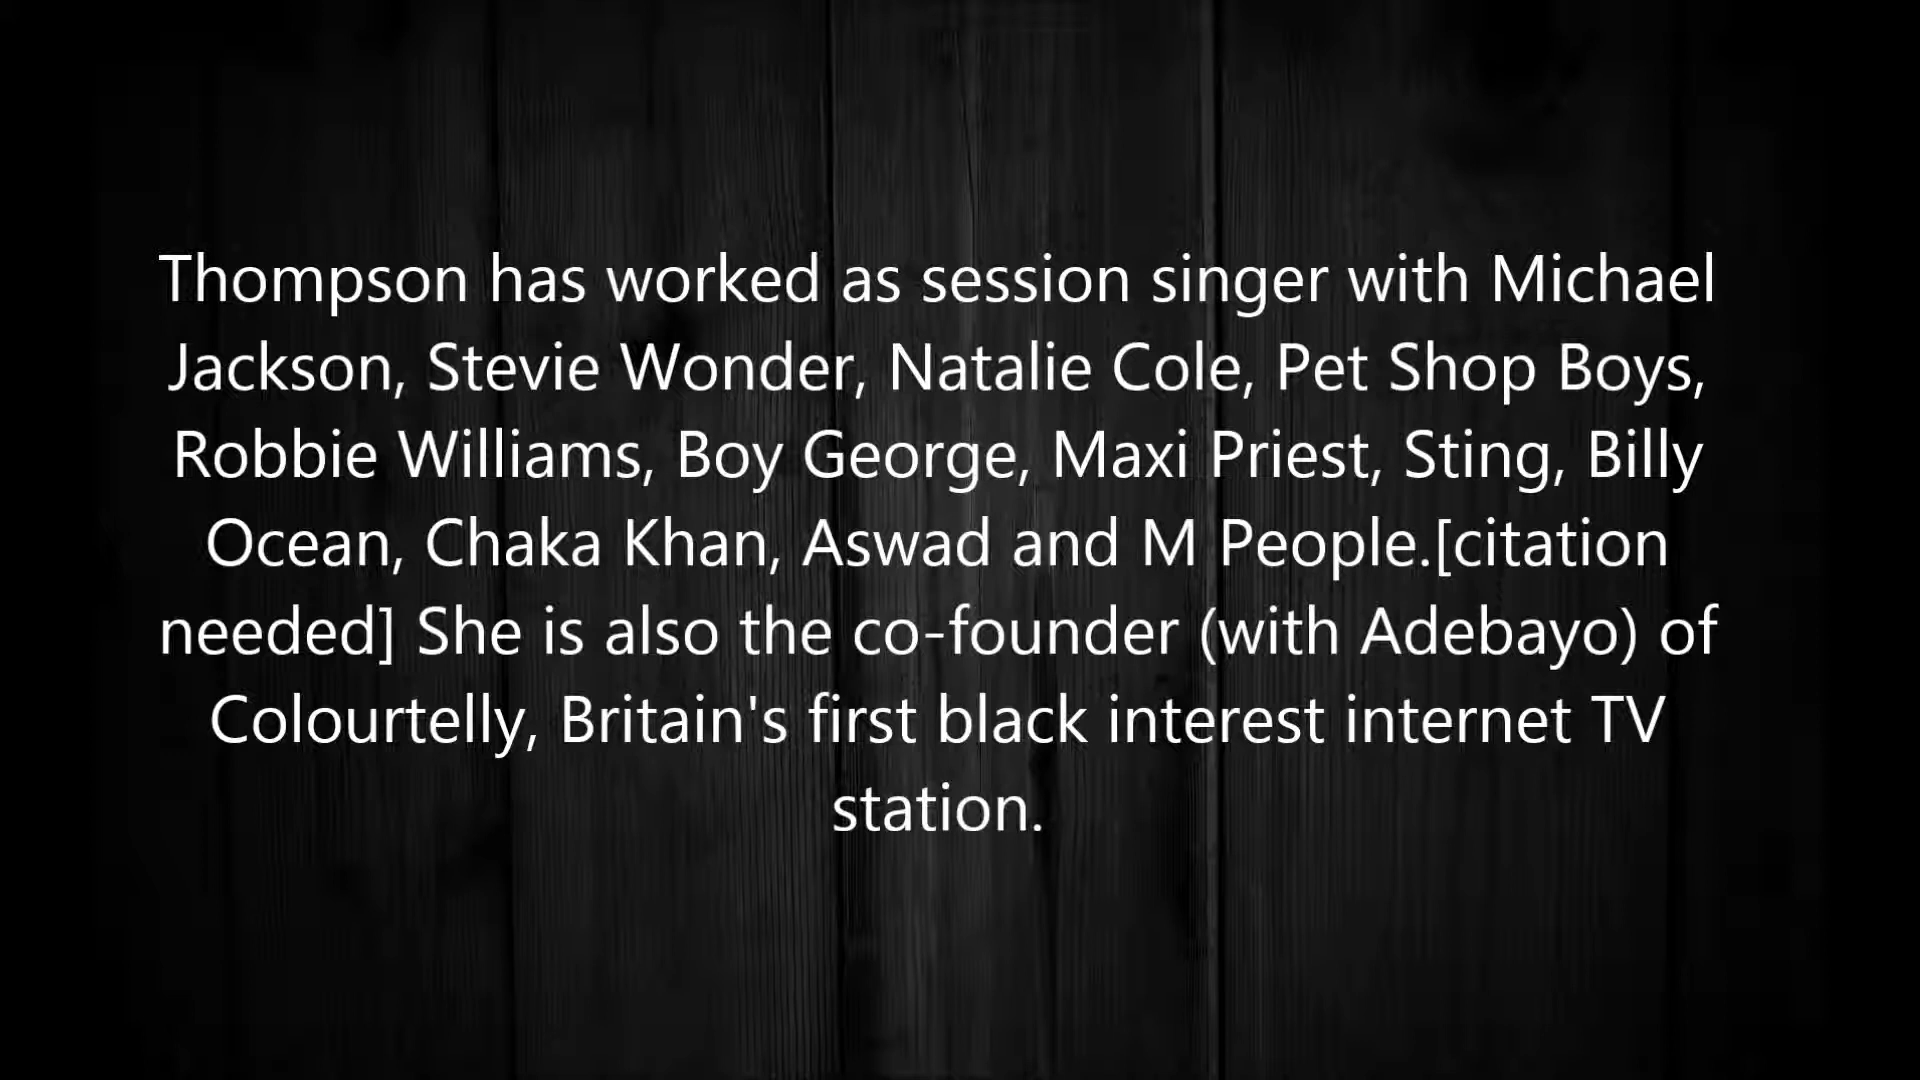 Thompson has worked as session singer with Michael
Jackson, Stevie Wonder, Natalie Cole, Pet Shop Boys,
Robbie Williams, Boy George, Maxi Priest, Sting, Billy
Ocean, Chaka Khan, Aswad and M People.[citation
needed] She is also the co-founder (with Adebayo) of
Colourtelly, Britain's first black interest internet TV
station.